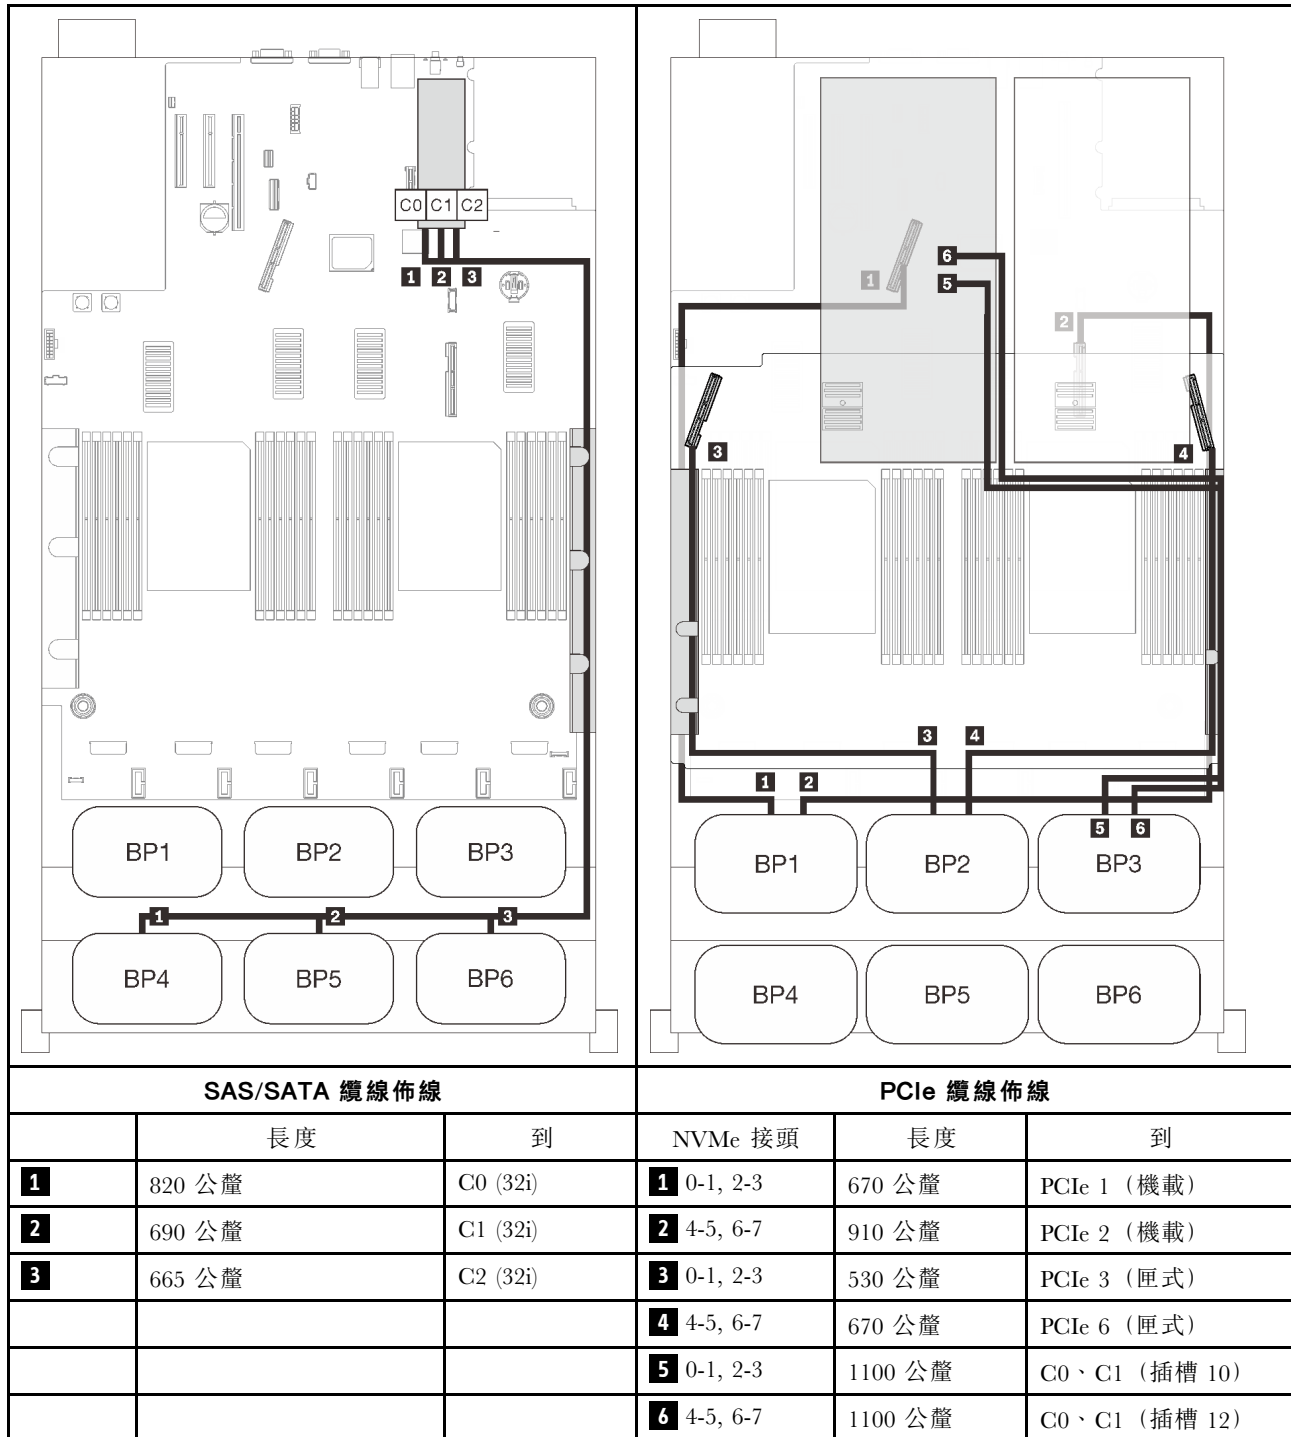 C0 C1 C2
1 2 3
BP1 BP2 BP3
1 2 3
BP4 BP5 BP6
6
1 5
2
3 4
3 4
1 2
5 6
BP1 BP2 BP3
BP4 BP5 BP6
SAS/SATA 纜線佈線 PCIe 纜線佈線
長度 到 NVMe 接頭 長度 到
1 820 公釐 C0 (32i) 1 0-1, 2-3 670 公釐 PCIe 1（機載）
2 690 公釐 C1 (32i) 2 4-5, 6-7 910 公釐 PCIe 2（機載）
3 665 公釐 C2 (32i) 3 0-1, 2-3 530 公釐 PCIe 3（匣式）
4 4-5, 6-7 670 公釐 PCIe 6（匣式）
5 0-1, 2-3 1100 公釐 C0、C1（插槽 10）
6 4-5, 6-7 1100 公釐 C0、C1（插槽 12）